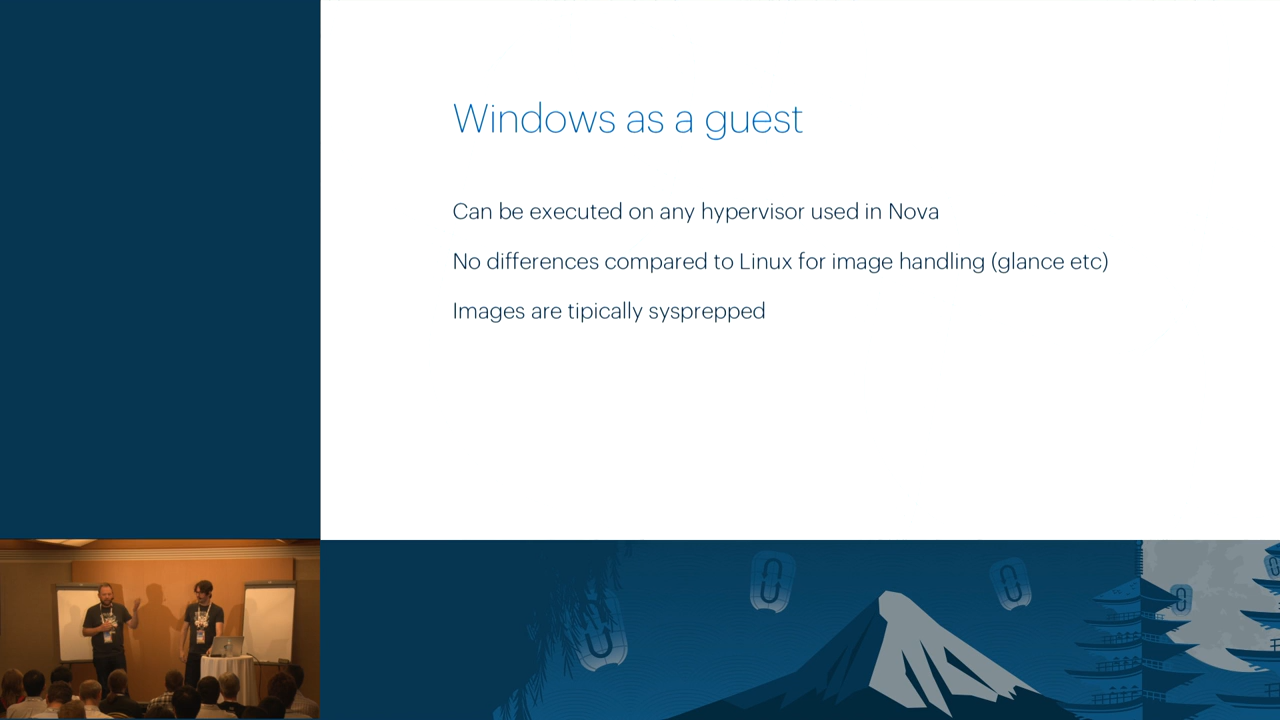 Windows as a guest
Can be executed on any hypervisor used in Nova
No differences compared to Linux for image handling (glance etc)
Images are tipically sysprepped